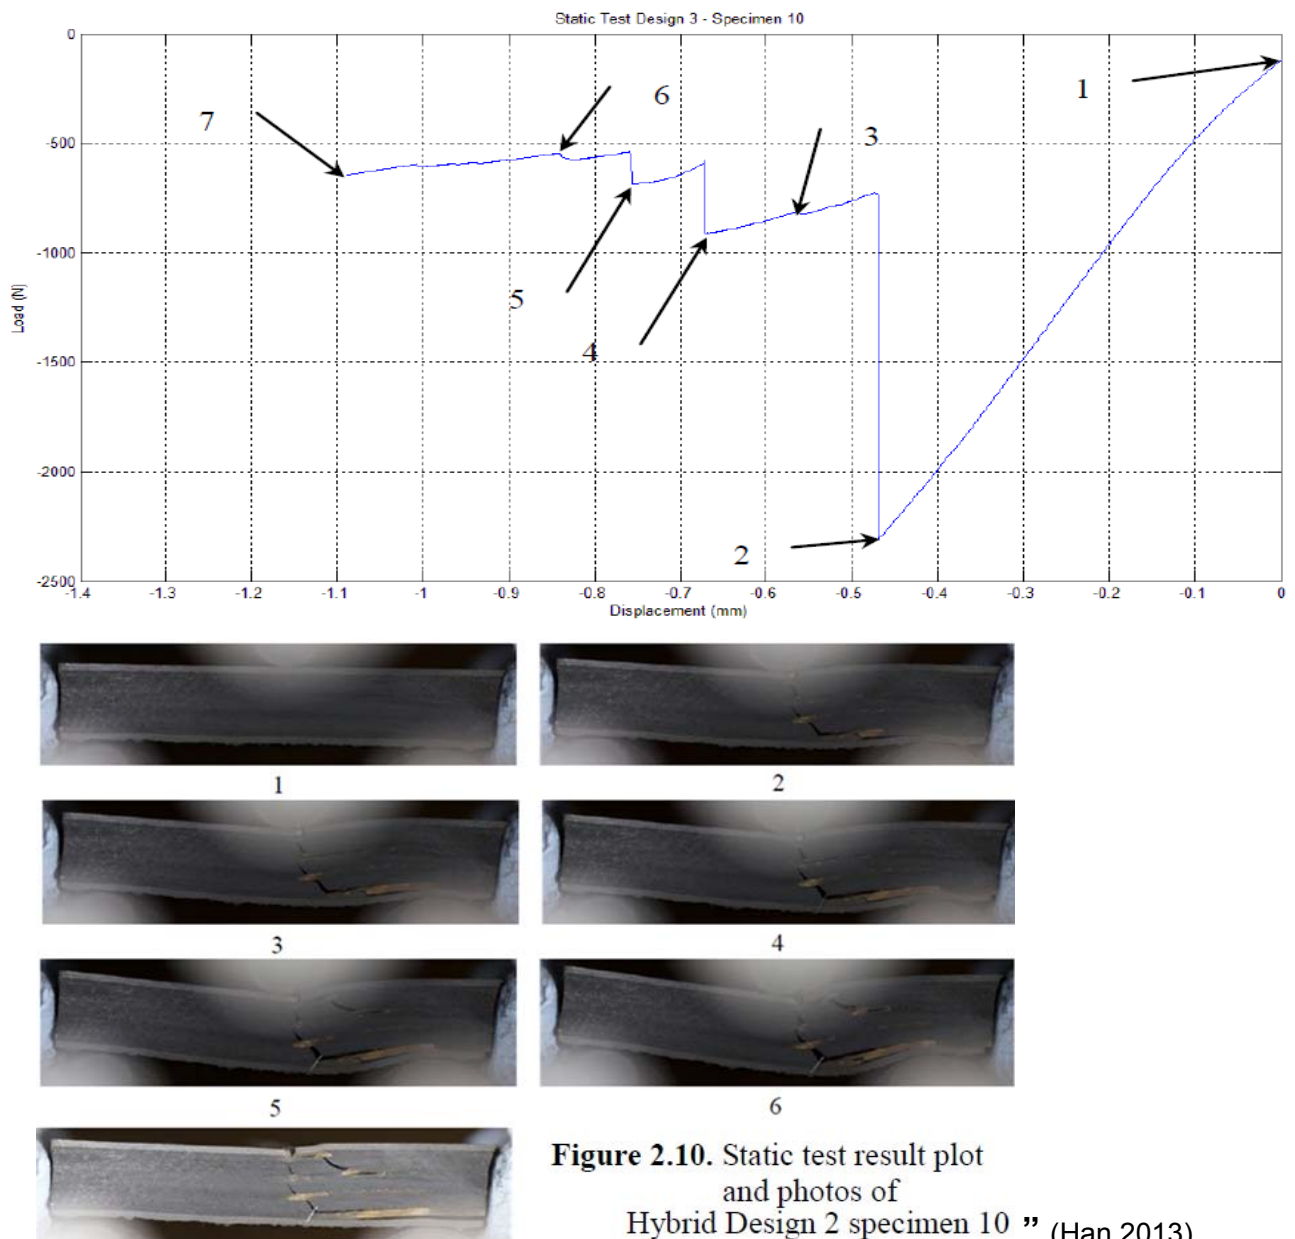 Static Test Design 3 - Specimen 10
0
-500
-1000
-1500
-2000
-2500
Load (N)
1
2
3
4
5
6
7
-1.4 -1.3 -1.2 -1.1 -1 -0.9 -0.8 -0.7 -0.6 -0.5 -0.4 -0.3 -0.2 -0.1 0
Displacement (mm)
1 2
3 4
5 6
Figure 2.10. Static test result plot
and photos of
Hybrid Design 2 specimen 10 ” (Han 2013)